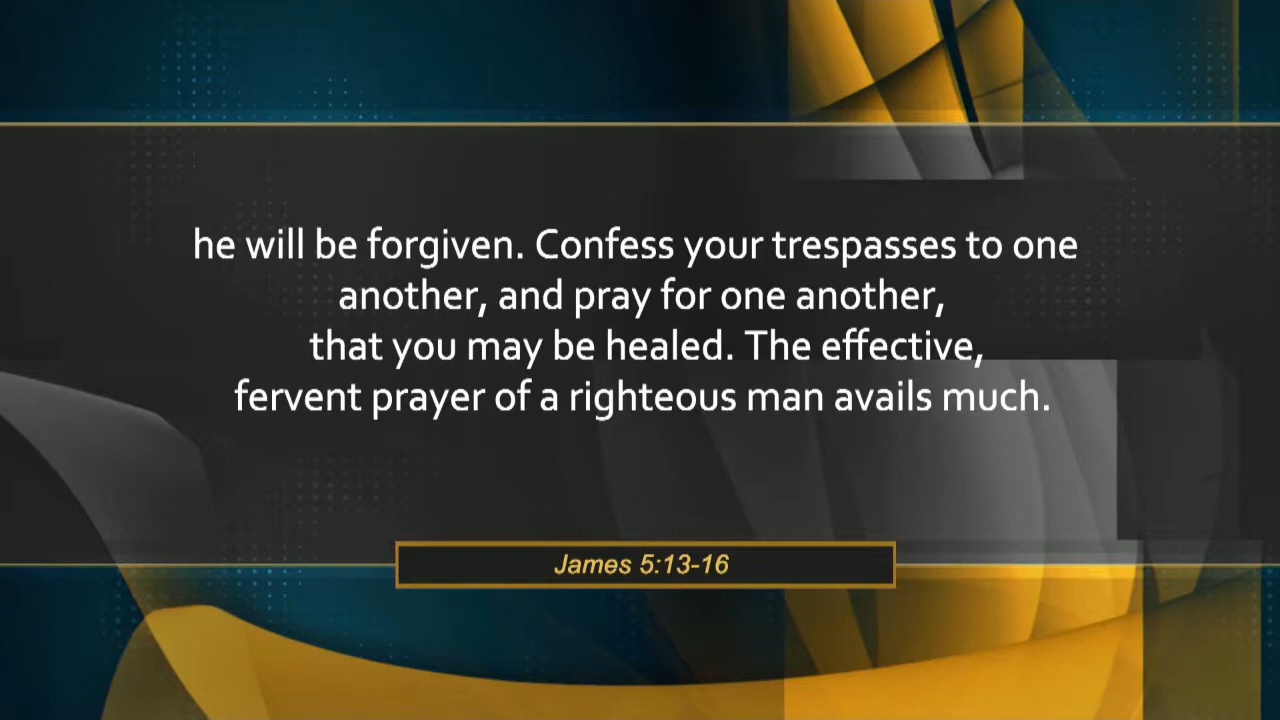 he will be forgiven. Confess your trespasses to one
another, and pray for one another,
that you may be healed. The effective,
fervent prayer of a righteous man avails much.
James 5:13-16